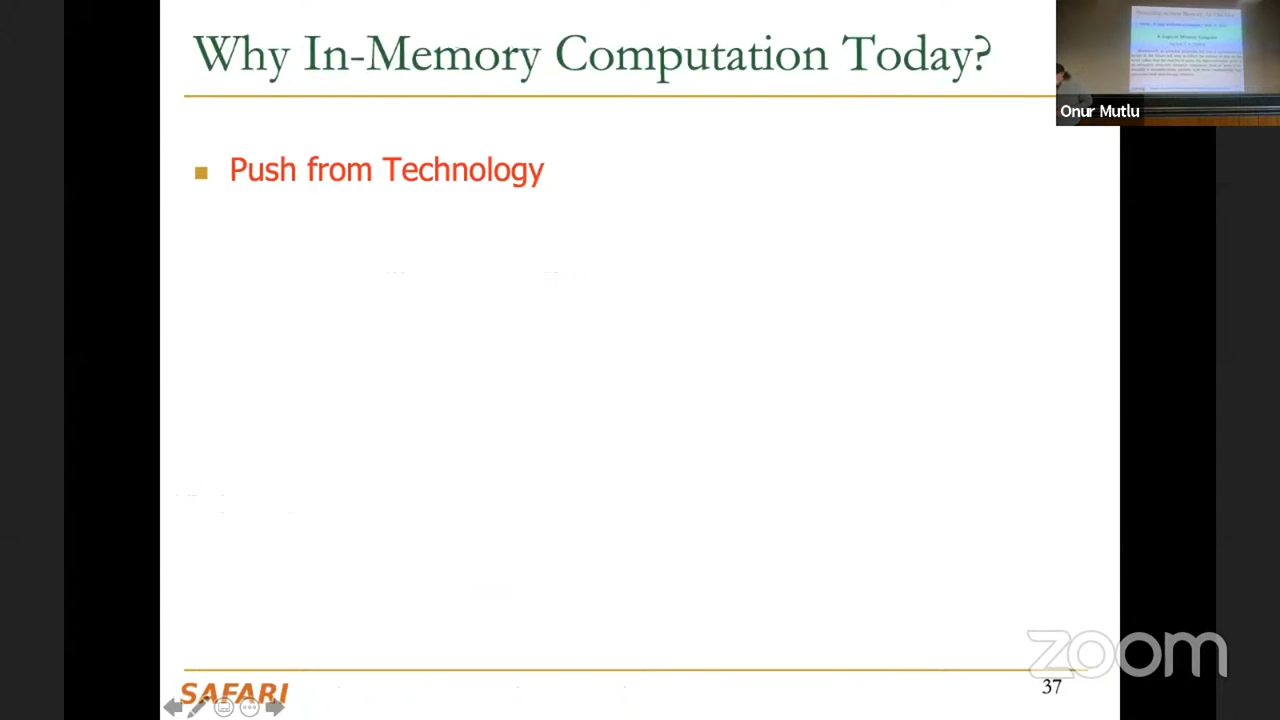 Why In-Memory Computation Today?
Onur Mutlu
Push from Technology
zoom
SAFARI
37